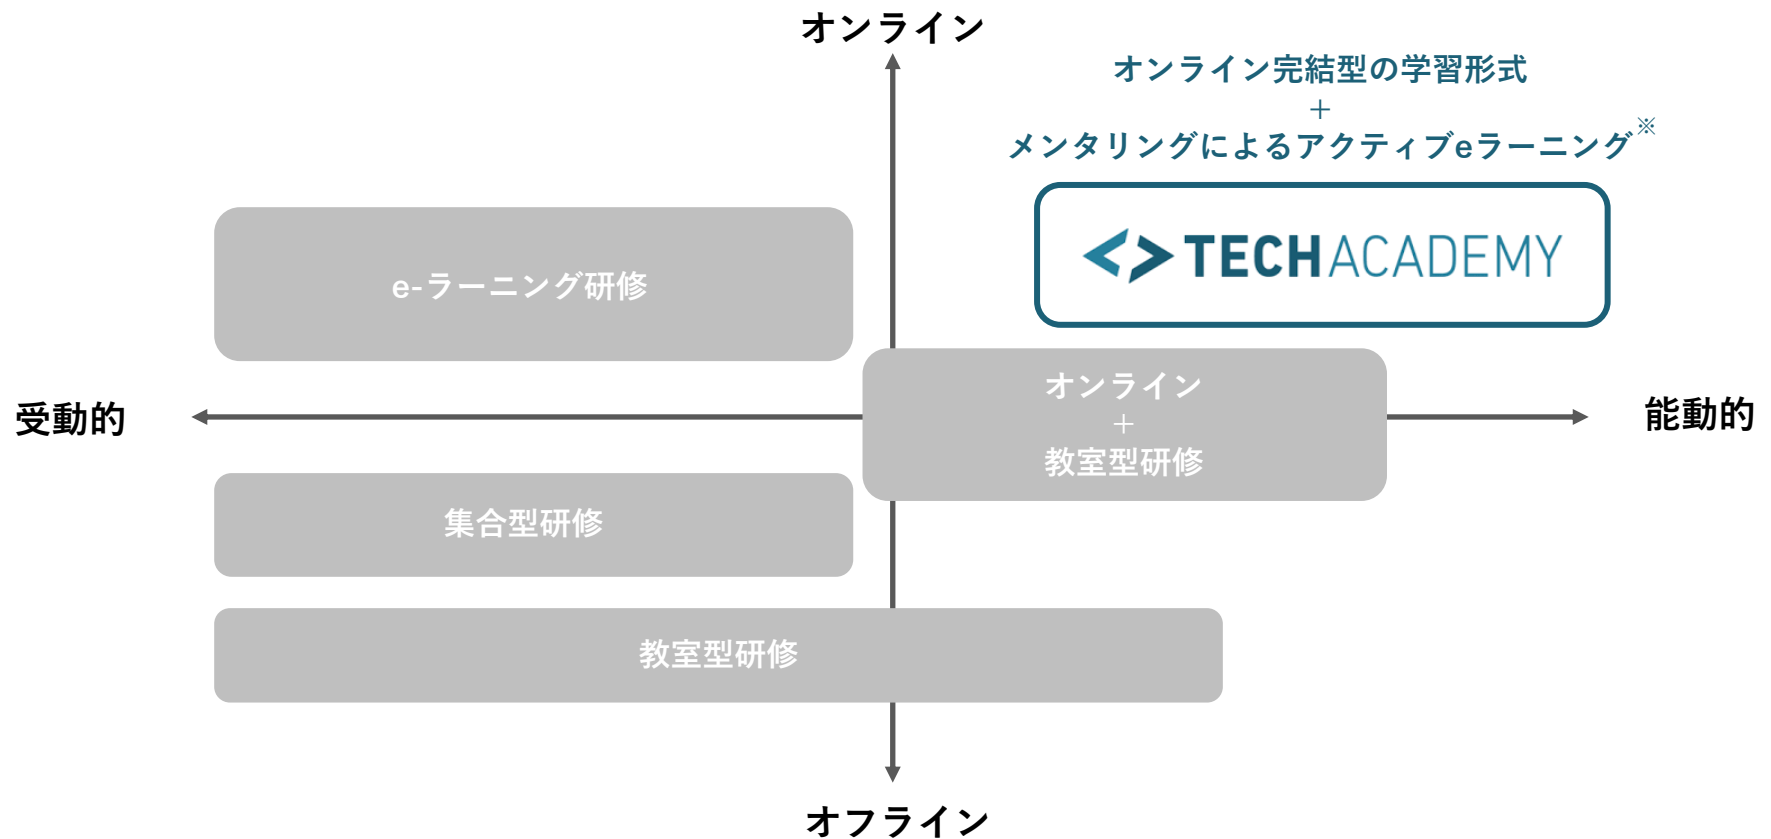 オンライン
オンライン完結型の学習形式
+
メンタリングによるアクティブeラーニング※
<> TECHACADEMY
e-ラーニング研修
オンライン
+
教室型研修
受動的
能動的
集合型研修
教室型研修
オフライン